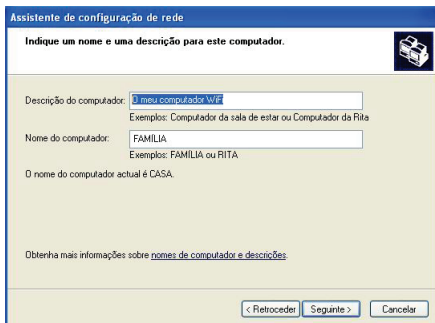 Assistente de configuração de rede
Indique um nome e uma descrição para este computador.
Descrição do computador: O meu computador WiFi
Exemplos: Computador da sala de estar ou Computador da Rita
Nome do computador: FAMÍLIA
Exemplos: FAMÍLIA ou RITA
O nome do computador actual é CASA.
Obtenha mais informações sobre nomes de computador e descrições.
< Retroceder Seguinte > Cancelar